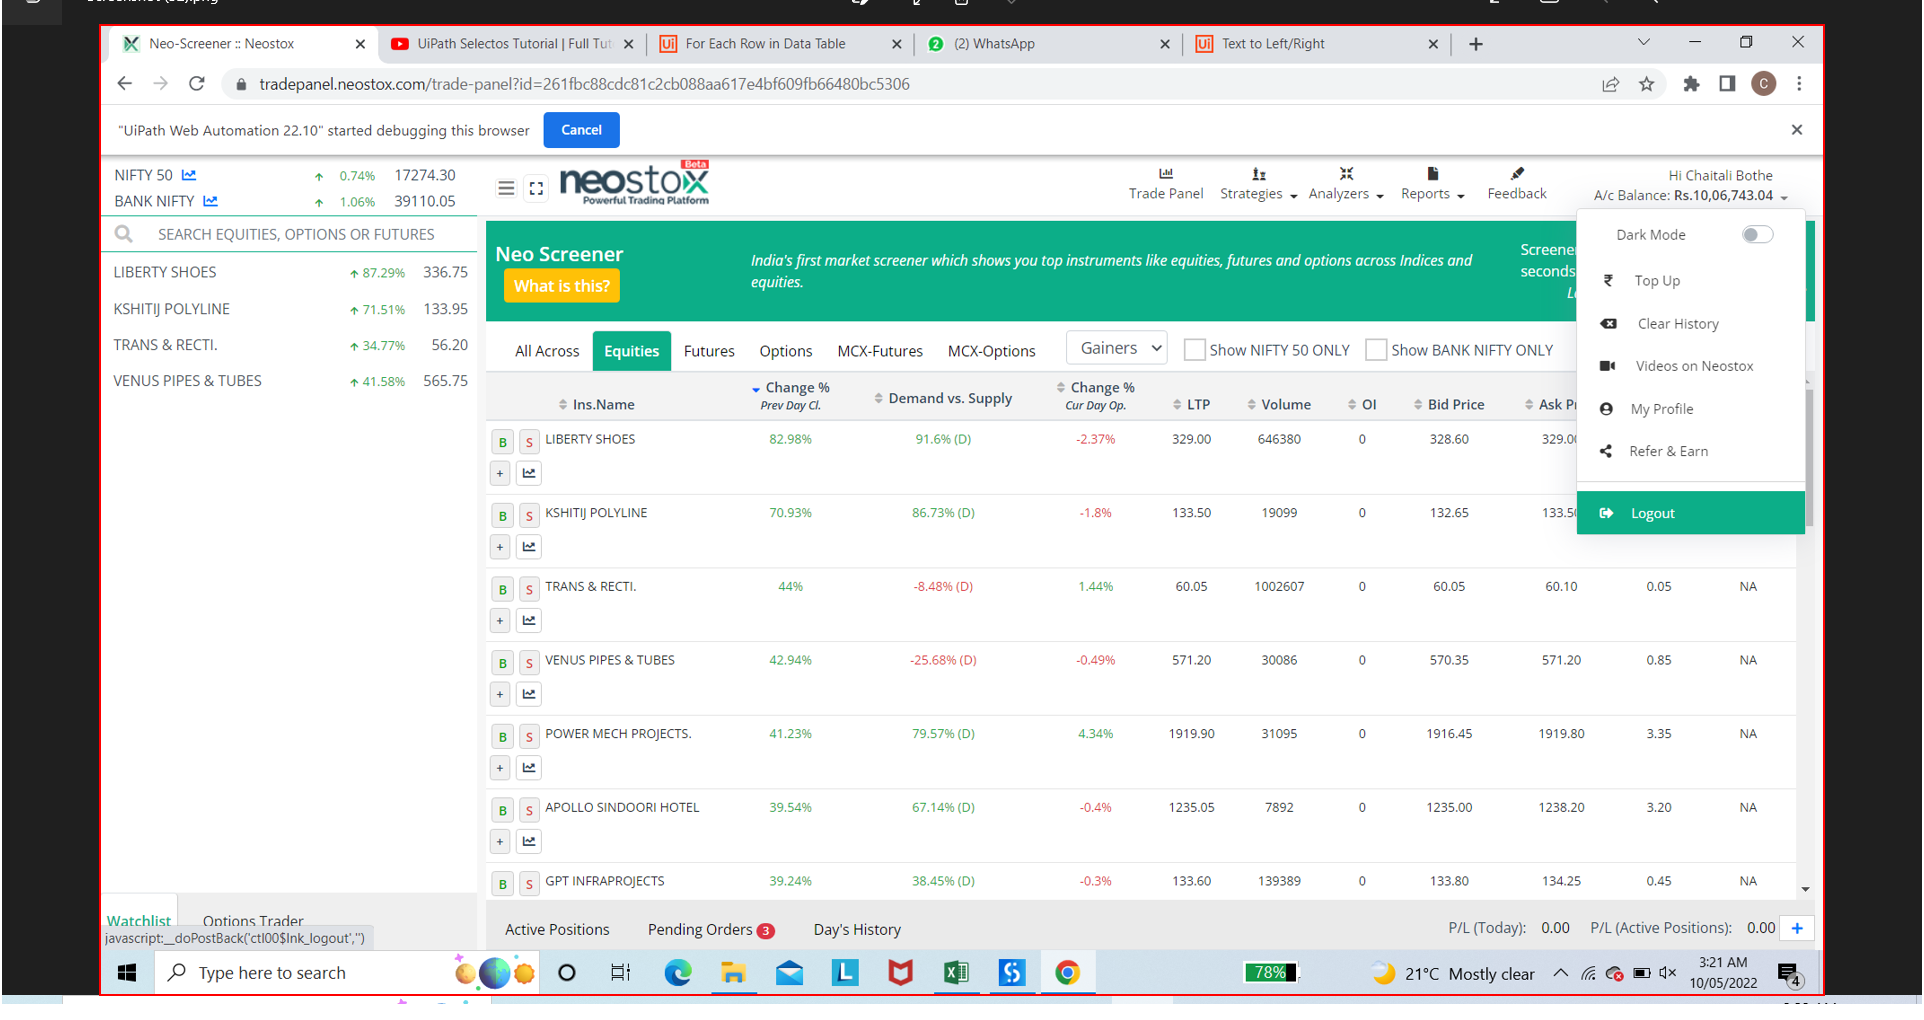 Neo-Screener :: Neostox
UiPath Selectos Tutorial | Full Tut
For Each Row in Data Table
(2) WhatsApp
Text to Left/Right
tradepanel.neostox.com/trade-panel?id=261fbc88cdc81c2cb088aa617e4bf609fb66480bc5306
C
"UiPath Web Automation 22.10" started debugging this browser
Cancel
NIFTY 50 0.74% 17274.30
BANK NIFTY 1.06% 39110.05
neostox Beta
Powerful Trading Platform
Trade Panel
Strategies
Analyzers
Reports
Feedback
Hi Chaitali Bothe
A/c Balance: Rs.10,06,743.04
SEARCH EQUITIES, OPTIONS OR FUTURES
LIBERTY SHOES 87.29% 336.75
KSHITIJ POLYLINE 71.51% 133.95
TRANS & RECTI. 34.77% 56.20
VENUS PIPES & TUBES 41.58% 565.75
Neo Screener
What is this?
India's first market screener which shows you top instruments like equities, futures and options across Indices and
equities.
Screener
seconds
Dark Mode
₹ Top Up
Clear History
Videos on Neostox
My Profile
Refer & Earn
Logout
All Across Equities Futures Options MCX-Futures MCX-Options Gainers Show NIFTY 50 ONLY Show BANK NIFTY ONLY
Ins.Name
Change %
Prev Day Cl.
Demand vs. Supply
Change %
Cur Day Op.
LTP Volume OI Bid Price Ask Pr
B S LIBERTY SHOES 82.98% 91.6% (D) -2.37% 329.00 646380 0 328.60 329.00
+
B S KSHITIJ POLYLINE 70.93% 86.73% (D) -1.8% 133.50 19099 0 132.65 133.50
+
B S TRANS & RECTI. 44% -8.48% (D) 1.44% 60.05 1002607 0 60.05 60.10 0.05 NA
+
B S VENUS PIPES & TUBES 42.94% -25.68% (D) -0.49% 571.20 30086 0 570.35 571.20 0.85 NA
+
B S POWER MECH PROJECTS. 41.23% 79.57% (D) 4.34% 1919.90 31095 0 1916.45 1919.80 3.35 NA
+
B S APOLLO SINDOORI HOTEL 39.54% 67.14% (D) -0.4% 1235.05 7892 0 1235.00 1238.20 3.20 NA
+
B S GPT INFRAPROJECTS 39.24% 38.45% (D) -0.3% 133.60 139389 0 133.80 134.25 0.45 NA
Watchlist Options Trader
javascript:__doPostBack('ctl00$lnk_logout','')
Active Positions Pending Orders 3 Day's History
P/L (Today): 0.00 P/L (Active Positions): 0.00 +
Type here to search
78%
21°C Mostly clear
3:21 AM
10/05/2022
4